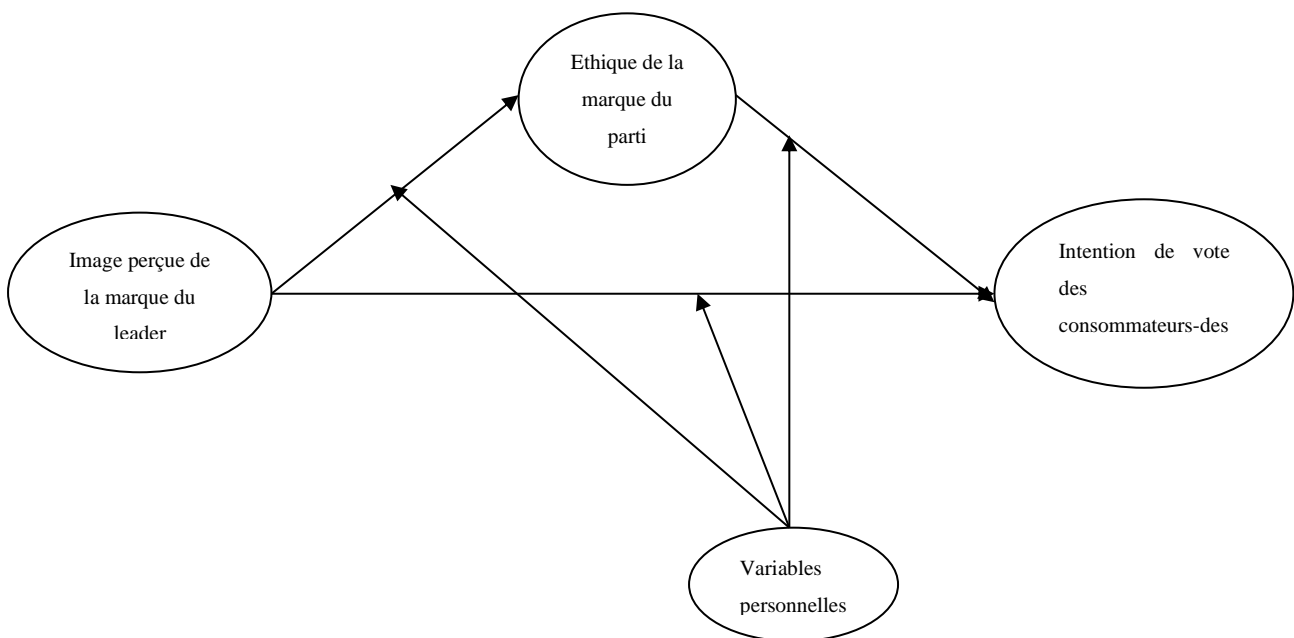 Ethique de la
marque du
parti
Image perçue de
la marque du
leader
Intention de vote
des
consommateurs-des
Variables
personnelles